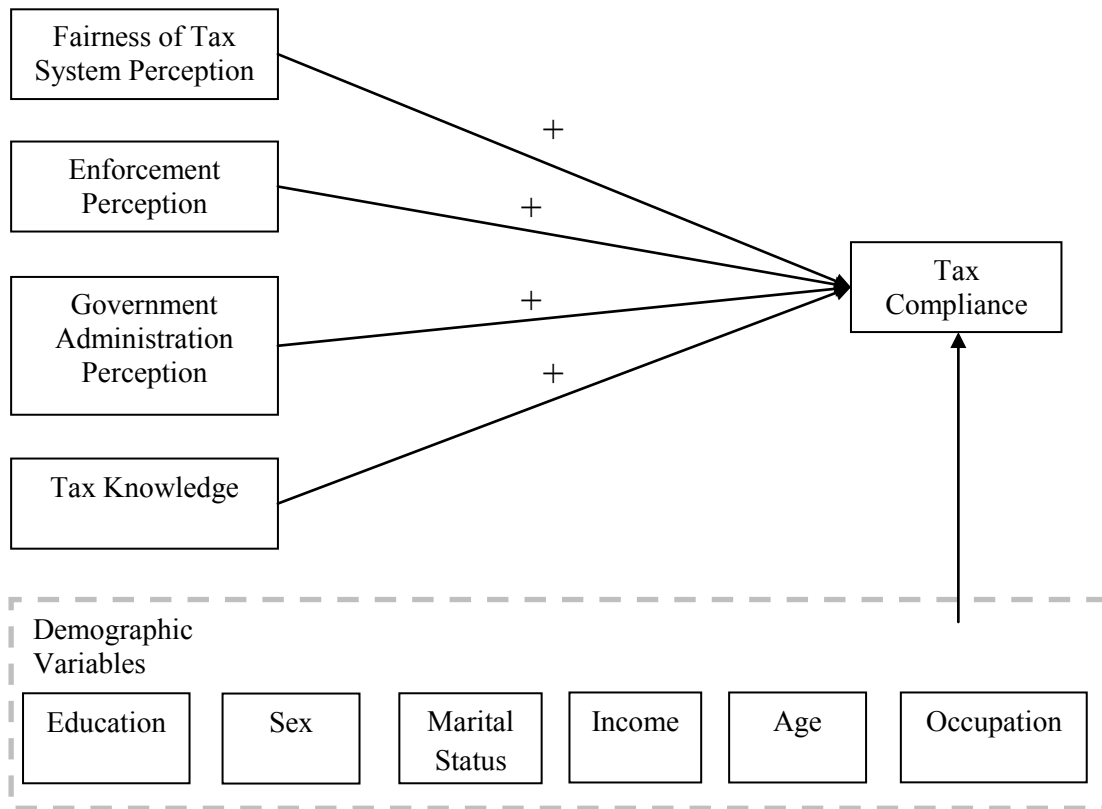 Fairness of Tax
System Perception
+
Enforcement
Perception
+
Government
Administration
Perception
+
Tax Knowledge
+
Tax
Compliance
Demographic
Variables
Education
Sex
Marital
Status
Income
Age
Occupation